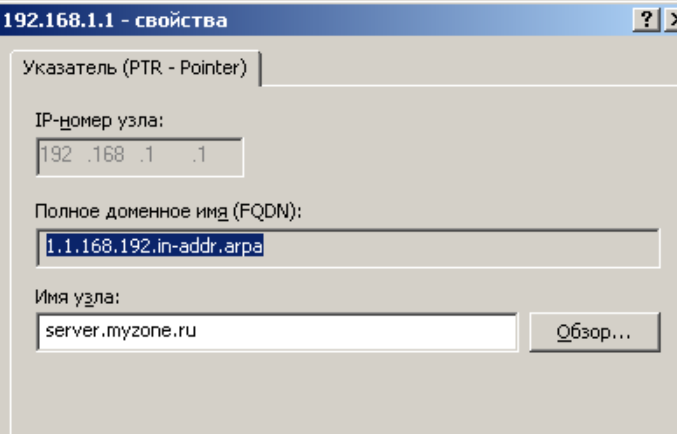 192.168.1.1 - свойства
Указатель (PTR - Pointer)
IP-номер узла:
192 .168 .1 .1
Полное доменное имя (FQDN):
1.1.168.192.in-addr.arpa
Имя узла:
server.myzone.ru Обзор...